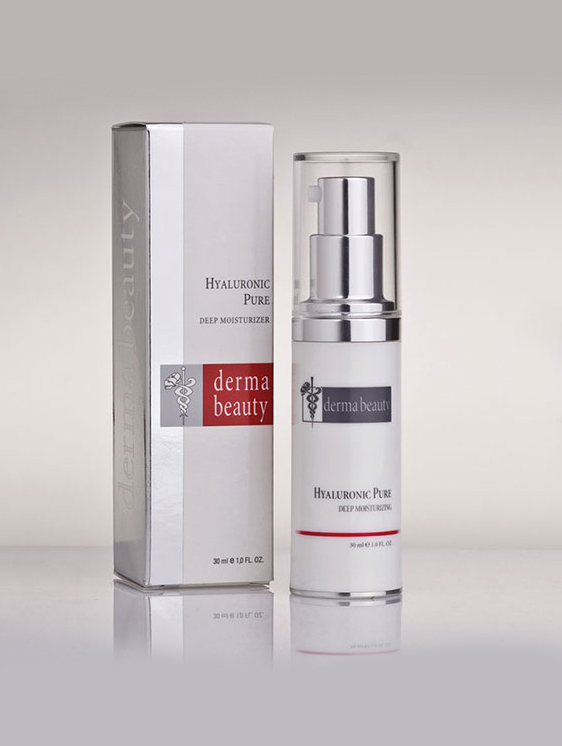 derma beauty
HYALURONIC
PURE
DEEP MOISTURIZER
derma
beauty
30 ml e 1,0 FL. OZ.
derma beauty
HYALURONIC PURE
DEEP MOISTURIZING
30 ml e 1.0 FL. OZ.